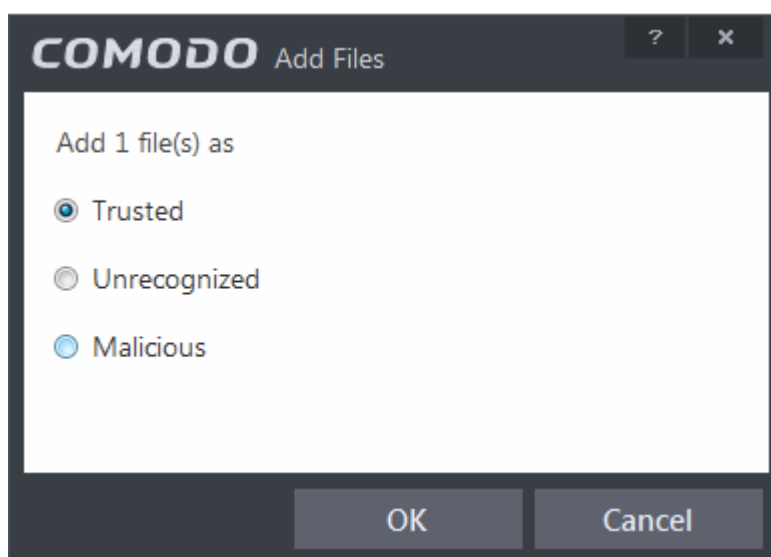 COMODO Add Files ? ×
Add 1 file(s) as
Trusted
Unrecognized
Malicious
OK Cancel